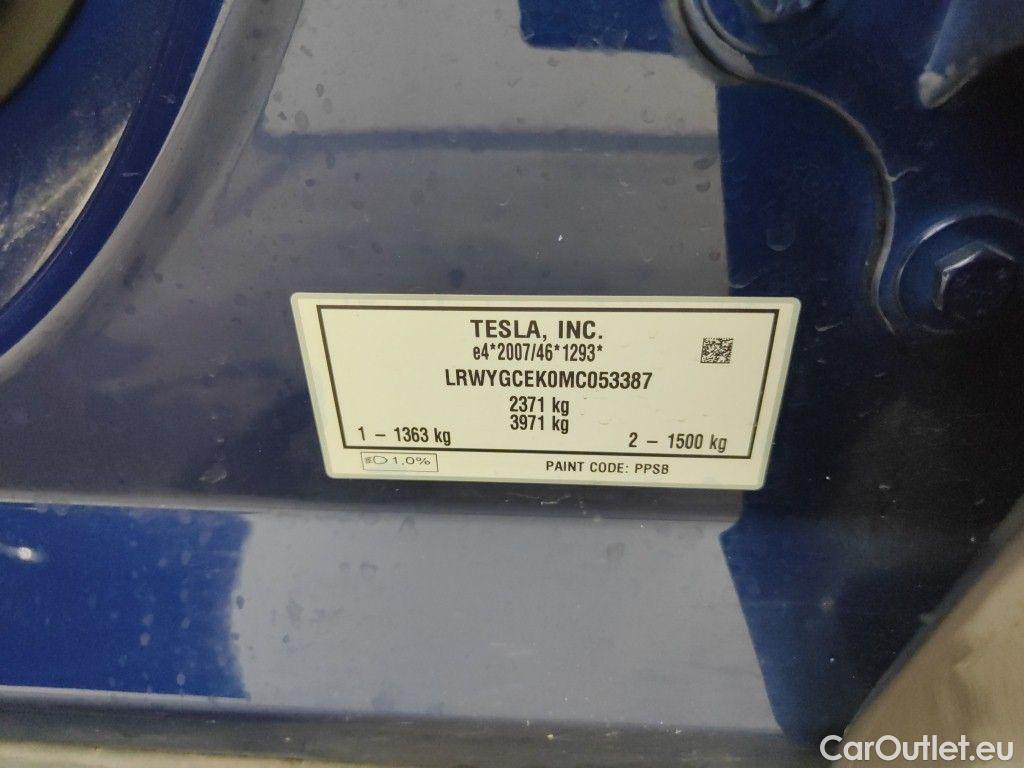 TESLA, INC.
e4*2007/46*1293*
LRWYGCEK0MC053387
2371 kg
3971 kg
1 - 1363 kg
2 - 1500 kg
1,0%
PAINT CODE: PPSB
CarOutlet.eu